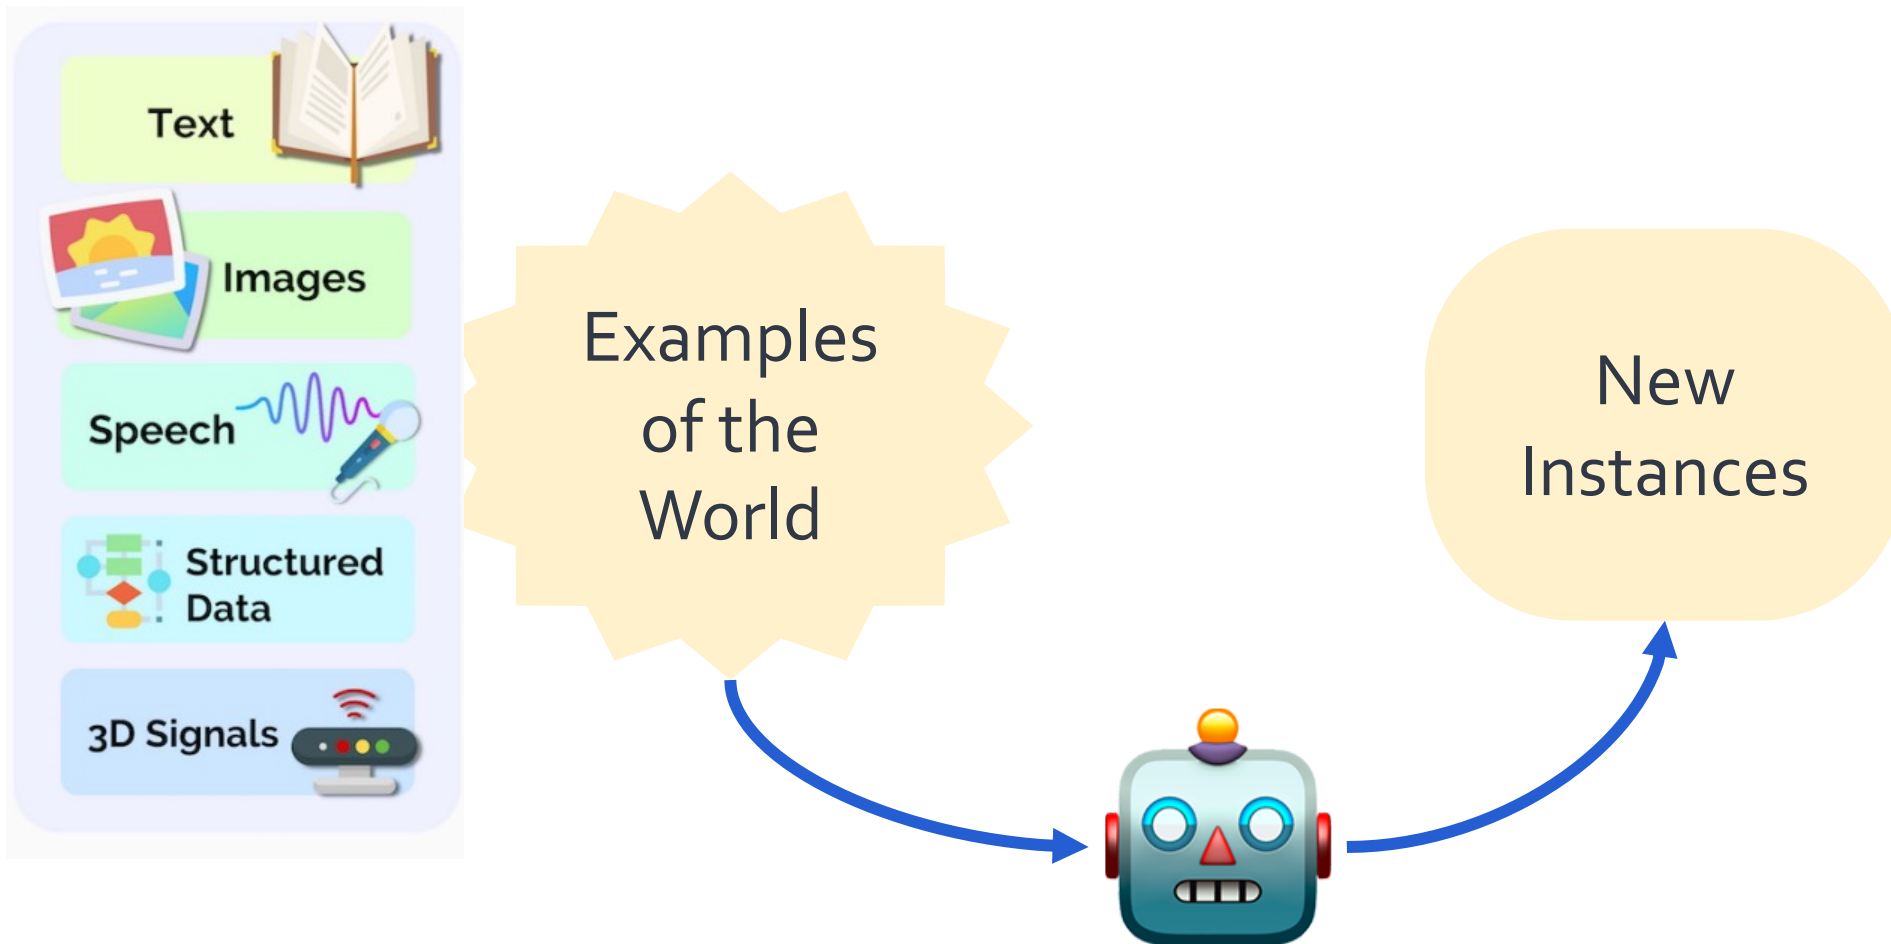 Text
Images
Speech
Structured
Data
3D Signals
Examples
of the
World
New
Instances